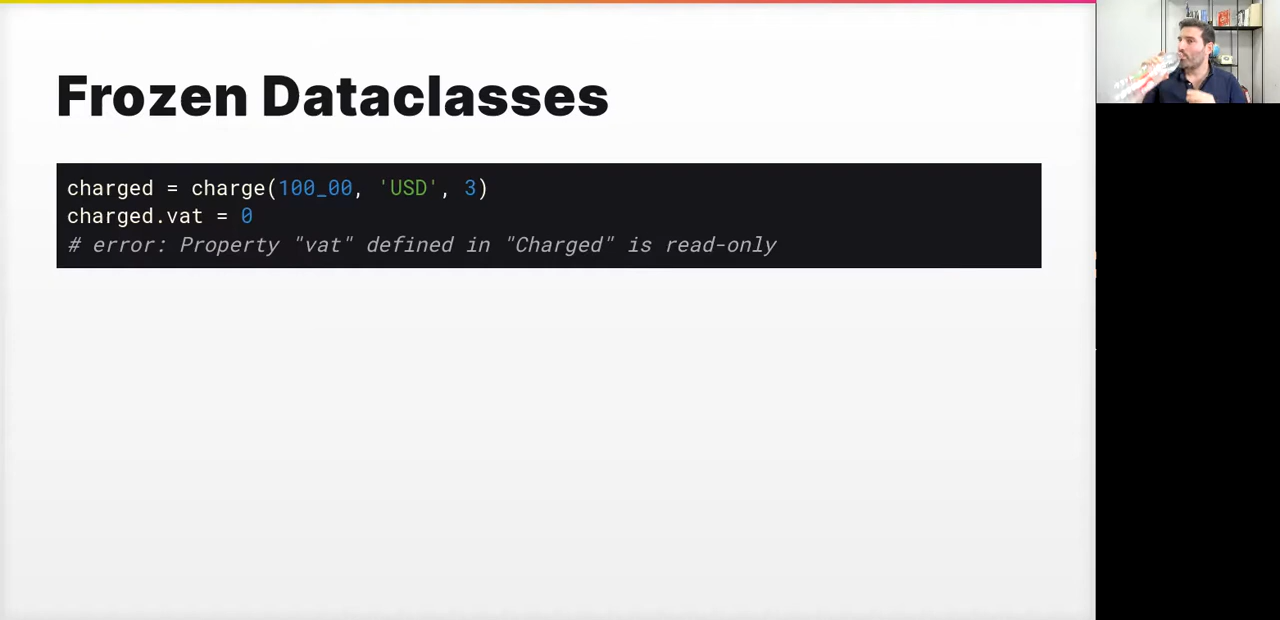 Frozen Dataclasses
charged = charge(100_00, 'USD', 3)
charged.vat = 0
# error: Property "vat" defined in "Charged" is read-only